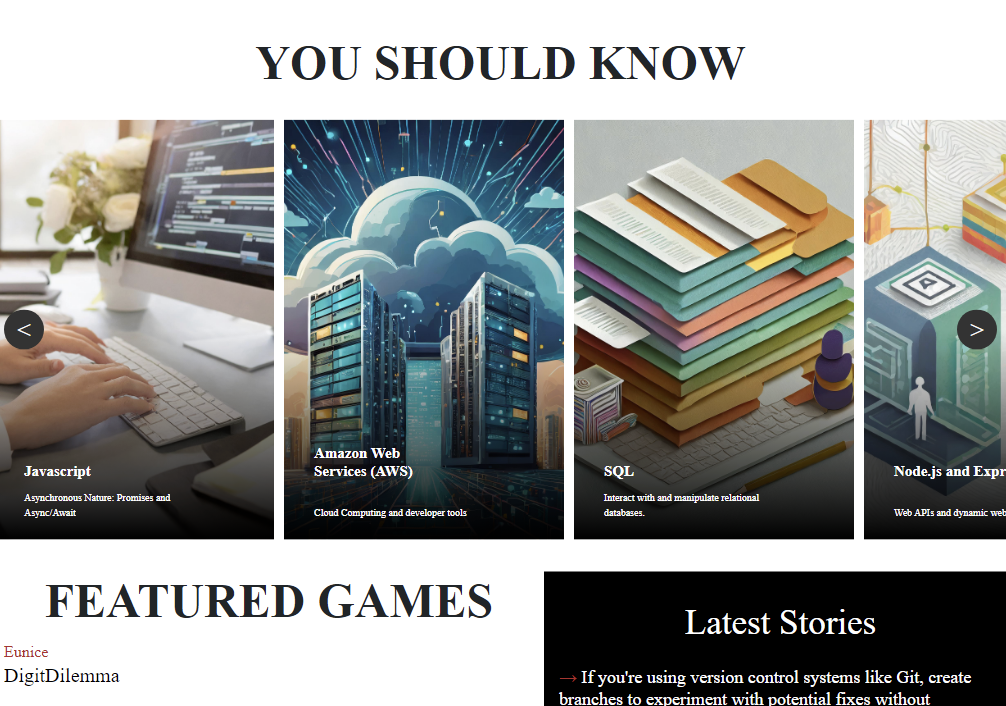 YOU SHOULD KNOW
<
>
Javascript
Asynchronous Nature: Promises and
Async/Await
Amazon Web
Services (AWS)
Cloud Computing and developer tools
SQL
Interact with and manipulate relational
databases.
Node.js and Expr
Web APIs and dynamic web
FEATURED GAMES
Eunice
DigitDilemma
Latest Stories
→ If you're using version control systems like Git, create
branches to experiment with potential fixes without